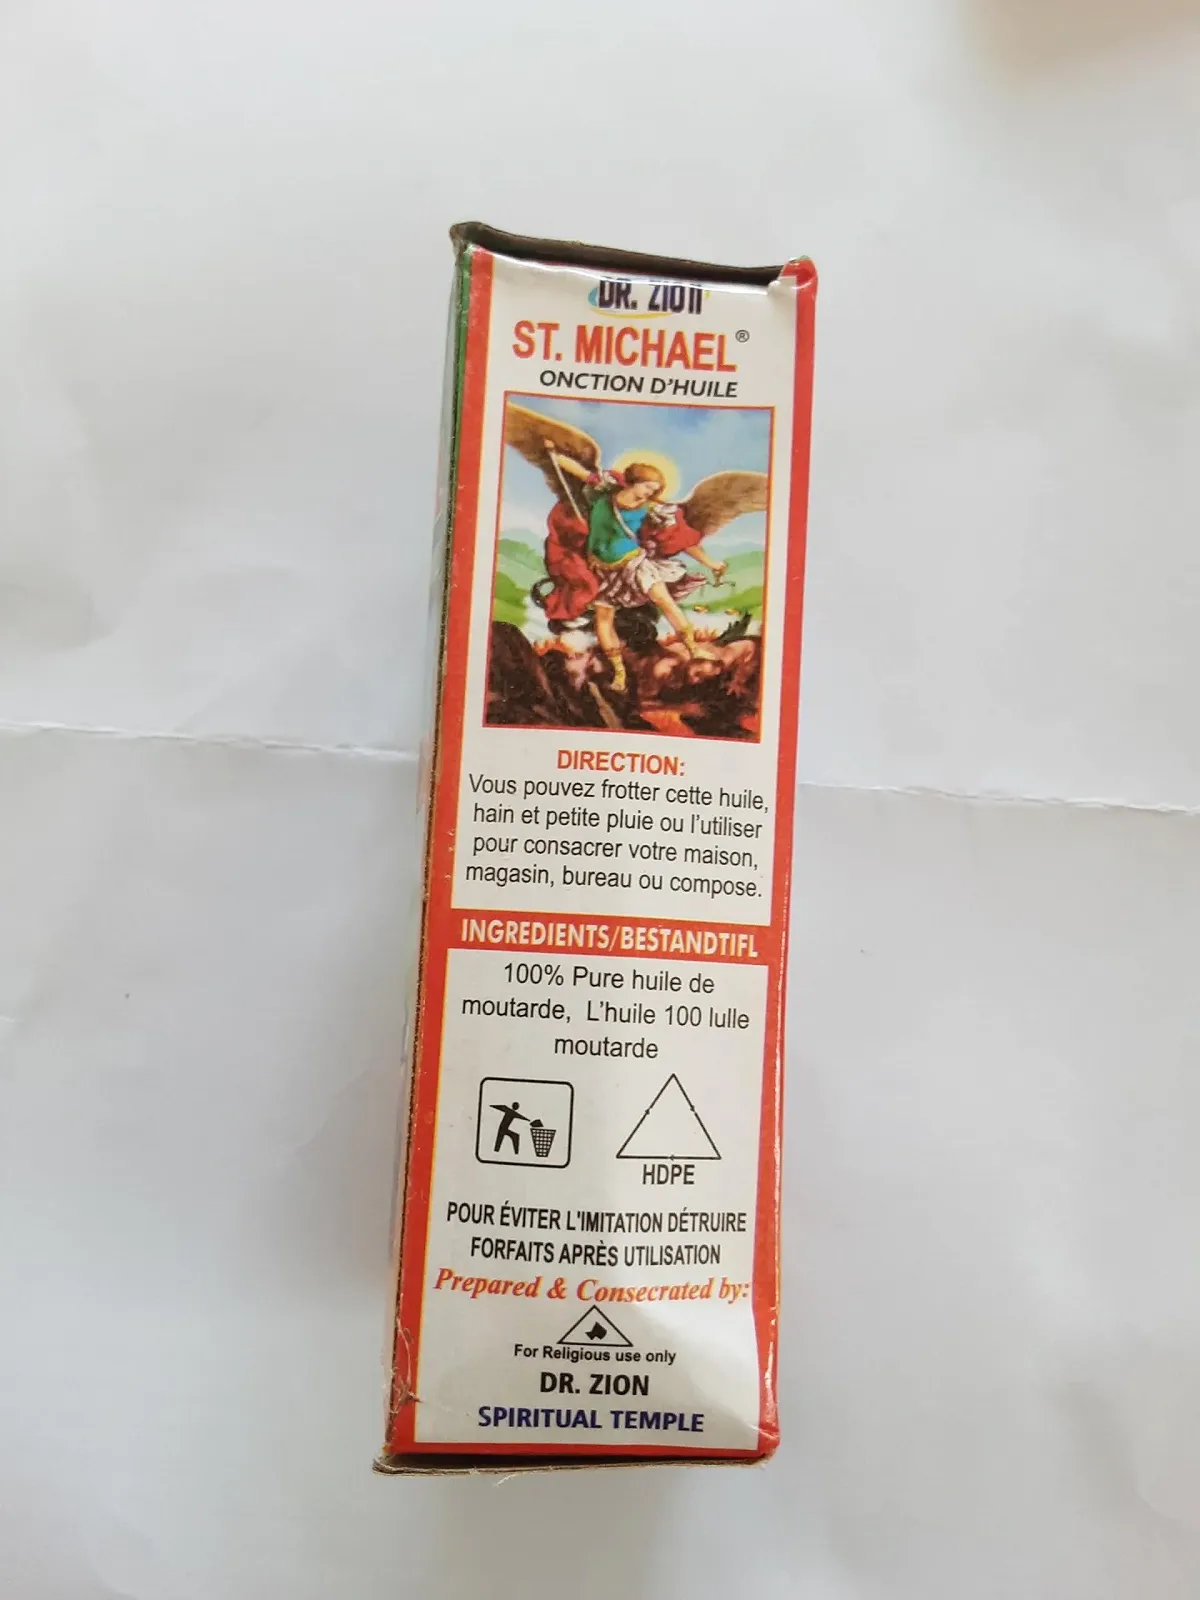 DR. ZION
ST. MICHAEL®
ONCTION D'HUILE
DIRECTION:
Vous pouvez frotter cette huile,
hain et petite pluie ou l'utiliser
pour consacrer votre maison,
magasin, bureau ou compose.
INGREDIENTS/BESTANDTIFL
100% Pure huile de
moutarde, L'huile 100 lulle
moutarde
HDPE
POUR ÉVITER L'IMITATION DÉTRUIRE
FORFAITS APRÈS UTILISATION
Prepared & Consecrated by:
For Religious use only
DR. ZION
SPIRITUAL TEMPLE